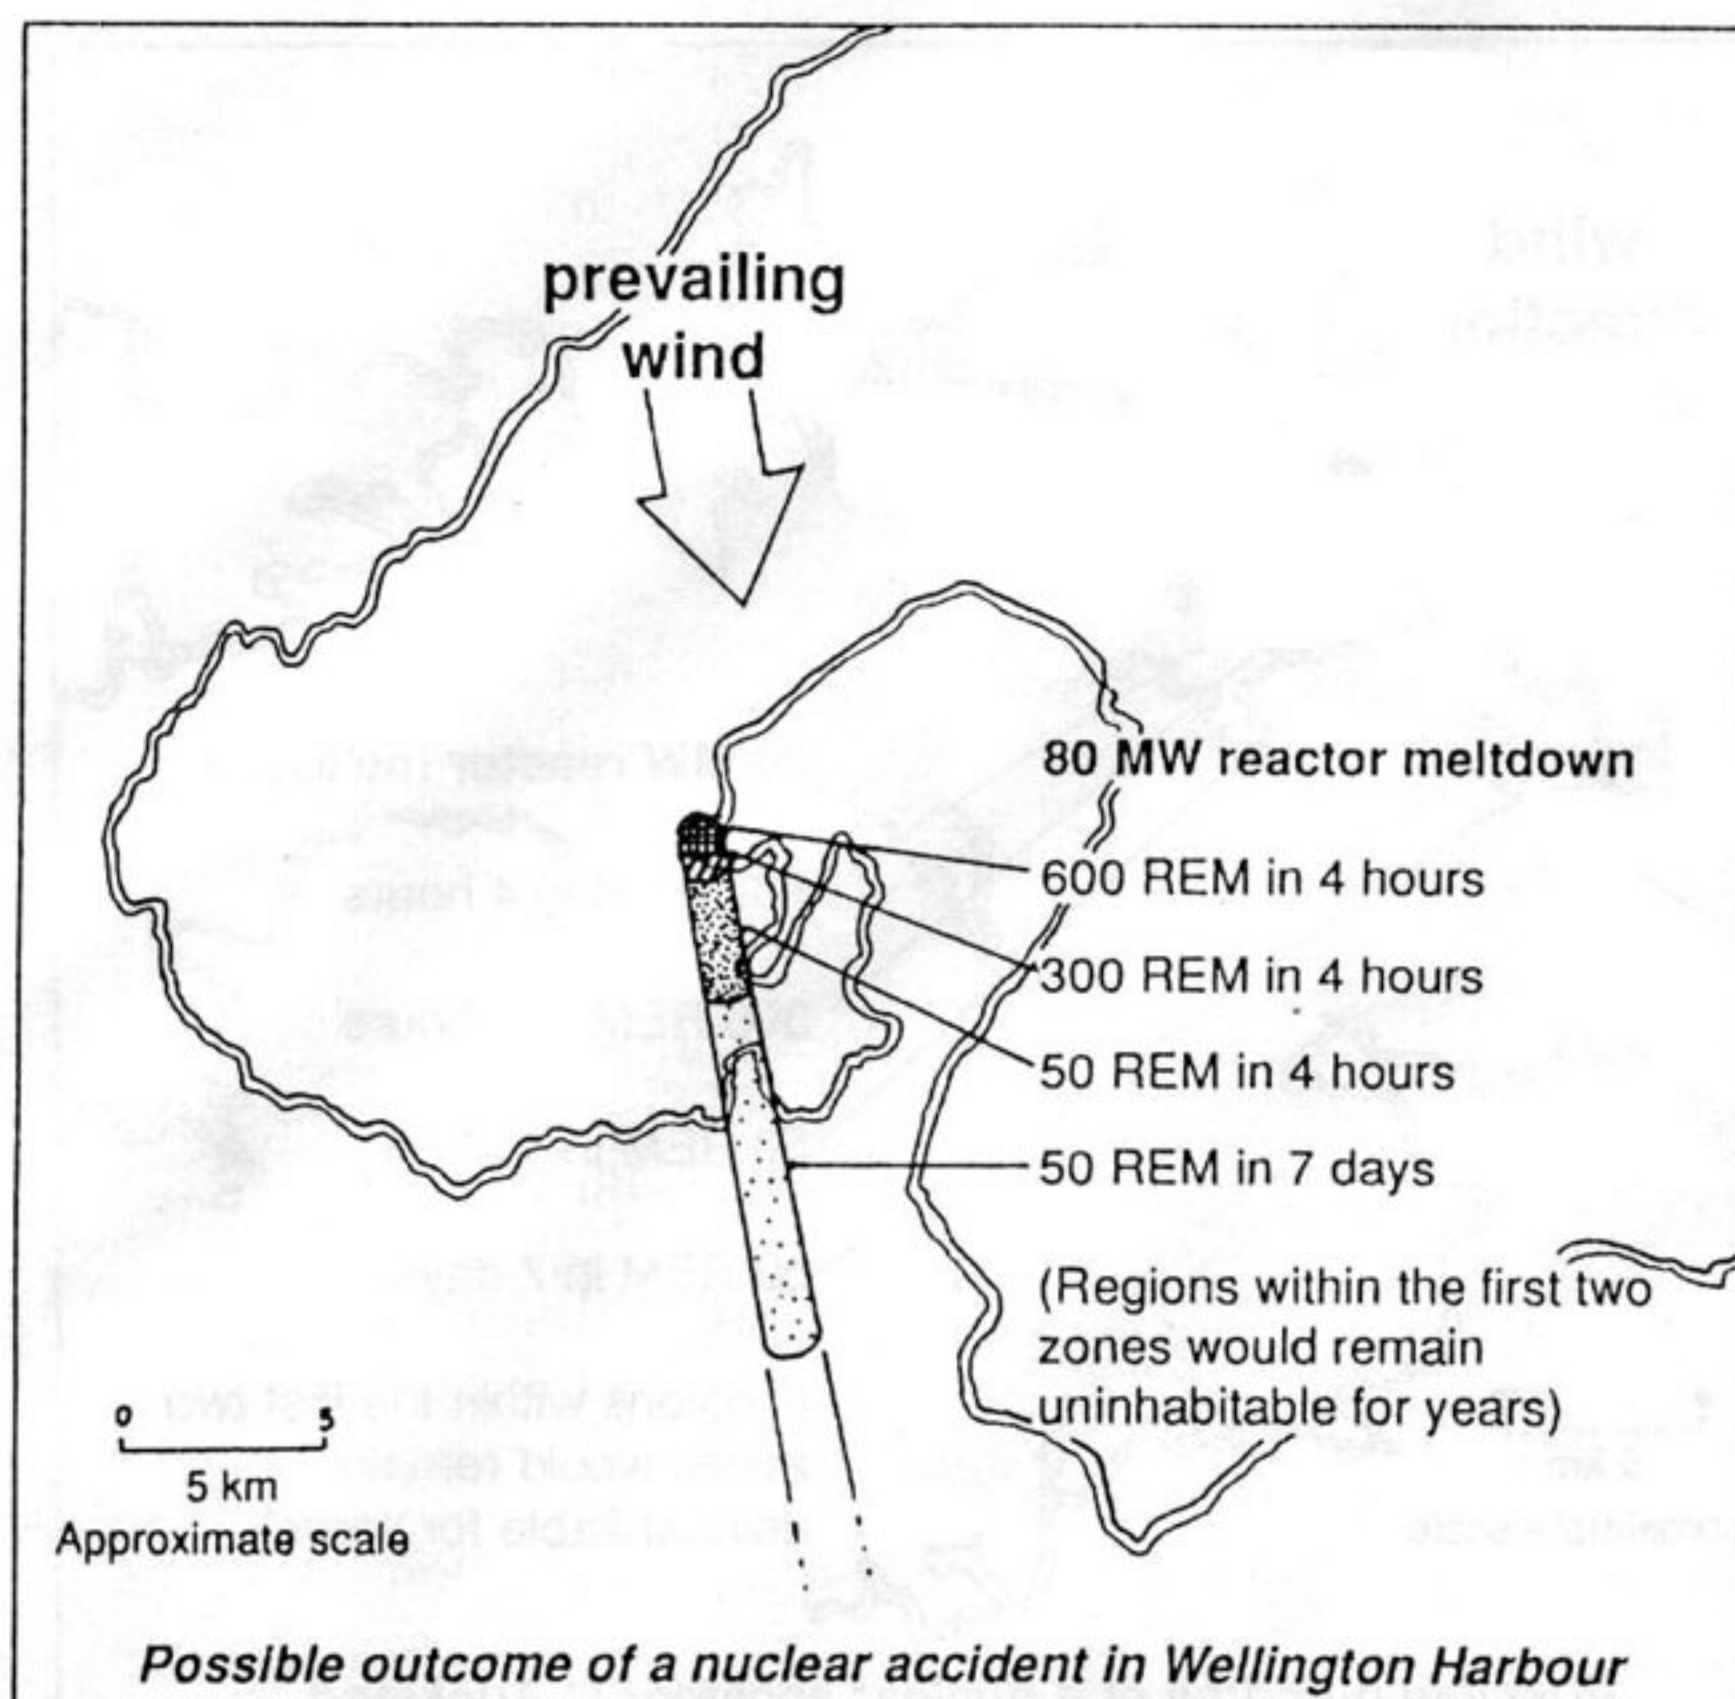 prevailing
wind
80 MW reactor meltdown
600 REM in 4 hours
300 REM in 4 hours
50 REM in 4 hours
50 REM in 7 days
(Regions within the first two
zones would remain
uninhabitable for years)
0 5
5 km
Approximate scale
Possible outcome of a nuclear accident in Wellington Harbour